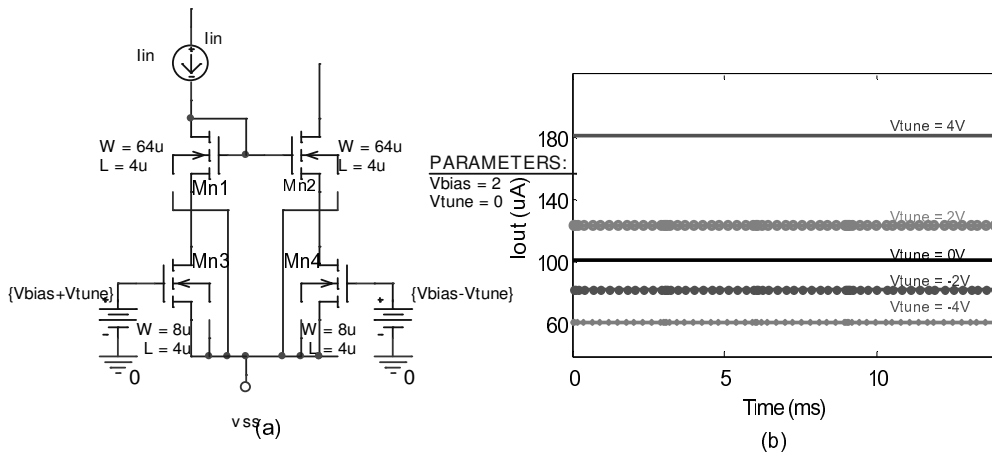 Iin
Iin
W = 64u
L = 4u
Mn1
Mn2
W = 64u
L = 4u
PARAMETERS:
Vbias = 2
Vtune = 0
Mn3
Mn4
{Vbias+Vtune}
{Vbias-Vtune}
W = 8u
L = 4u
W = 8u
L = 4u
0
0
vss
(a)
Iout (uA)
180
140
100
60
Vtune = 4V
Vtune = 2V
Vtune = 0V
Vtune = -2V
Vtune = -4V
0
5
10
Time (ms)
(b)